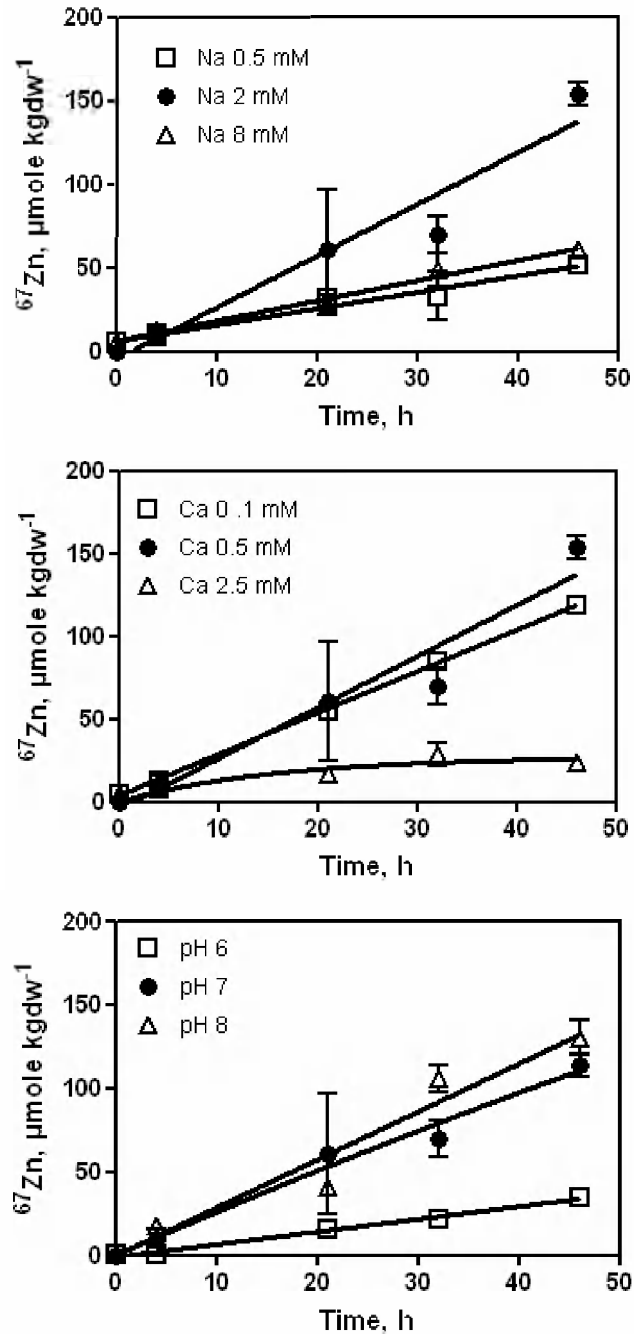 200
Na 0.5 mM
Na 2 mM
Na 8 mM
150
100
50
0
⁶⁷Zn, µmole kgdw⁻¹
0 10 20 30 40 50
Time, h
200
Ca 0 .1 mM
Ca 0.5 mM
Ca 2.5 mM
150
100
50
0
⁶⁷Zn, µmole kgdw⁻¹
0 10 20 30 40 50
Time, h
200
pH 6
pH 7
pH 8
150
100
50
0
⁶⁷Zn, µmole kgdw⁻¹
0 10 20 30 40 50
Time, h